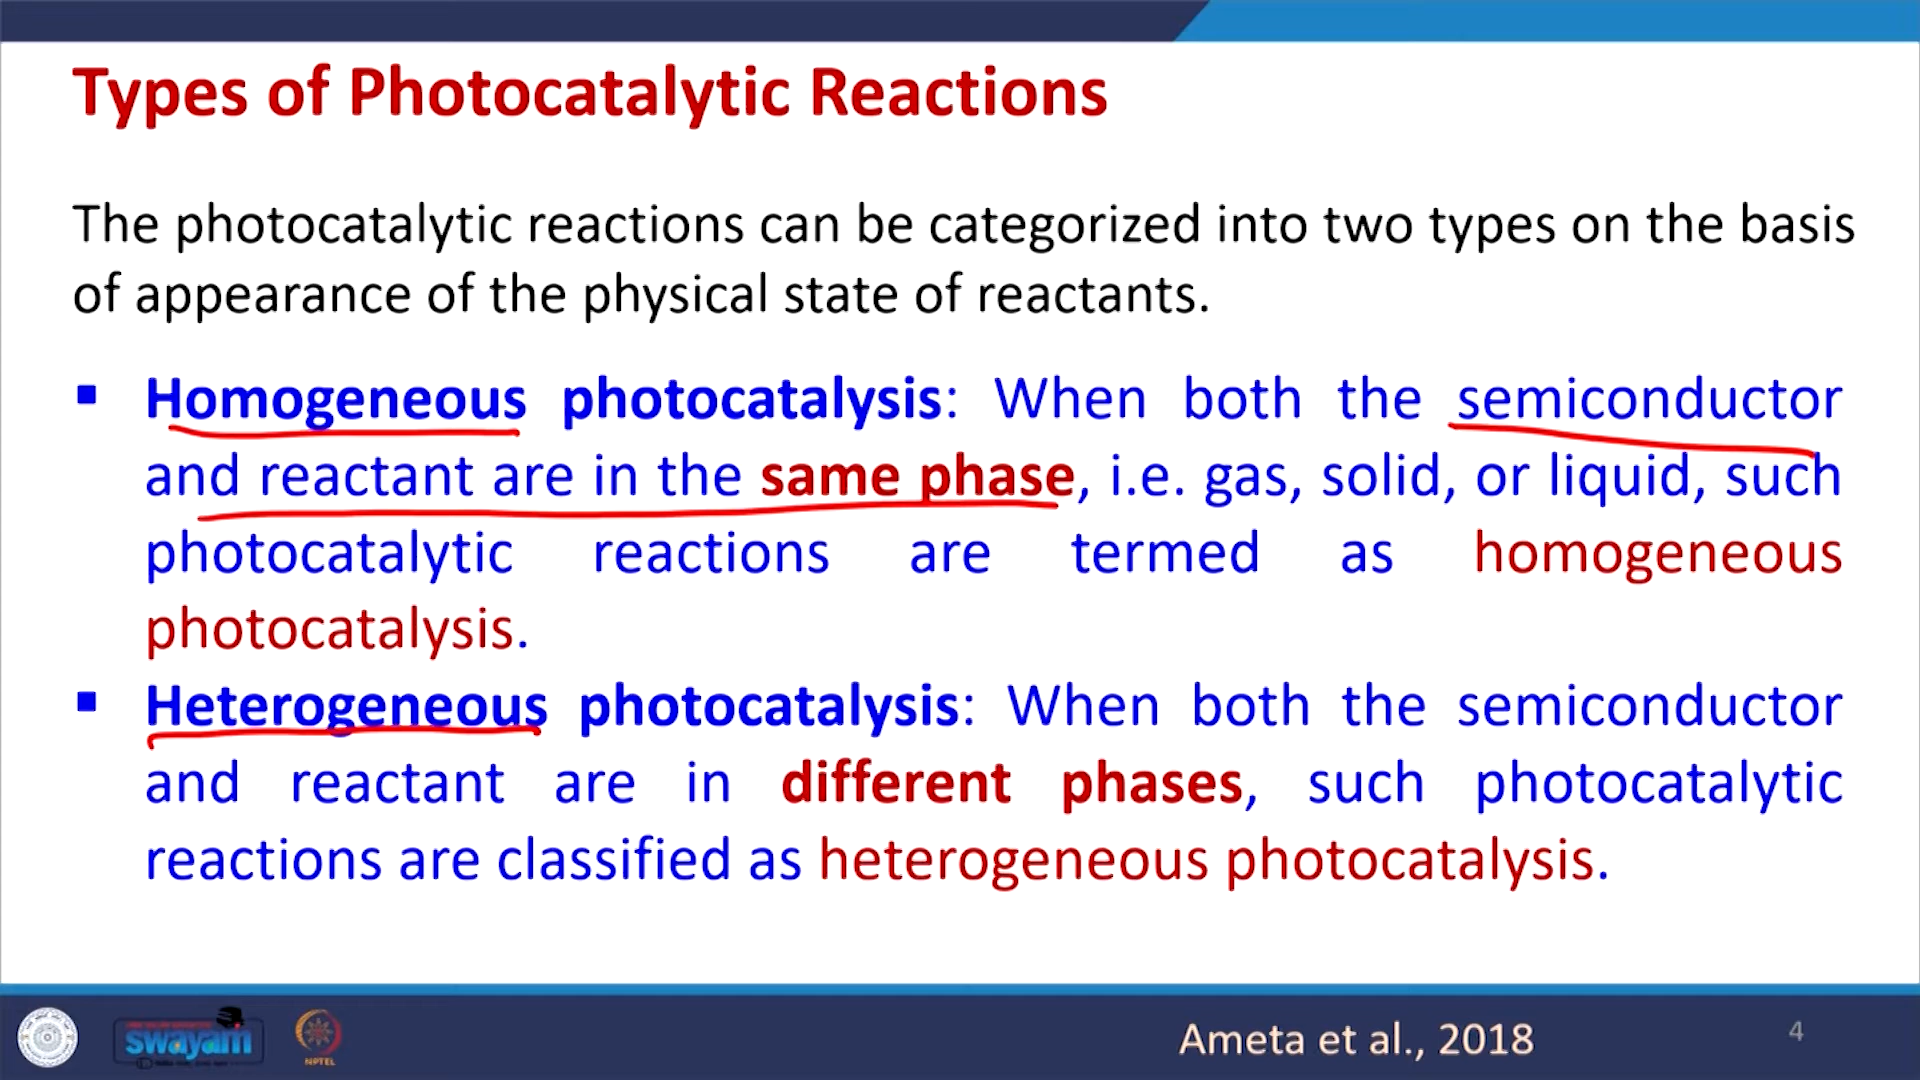 Types of Photocatalytic Reactions
The photocatalytic reactions can be categorized into two types on the basis
of appearance of the physical state of reactants.
▪ Homogeneous photocatalysis: When both the semiconductor
and reactant are in the same phase, i.e. gas, solid, or liquid, such
photocatalytic reactions are termed as homogeneous
photocatalysis.
▪ Heterogeneous photocatalysis: When both the semiconductor
and reactant are in different phases, such photocatalytic
reactions are classified as heterogeneous photocatalysis.
swayam
NPTEL
Ameta et al., 2018
4